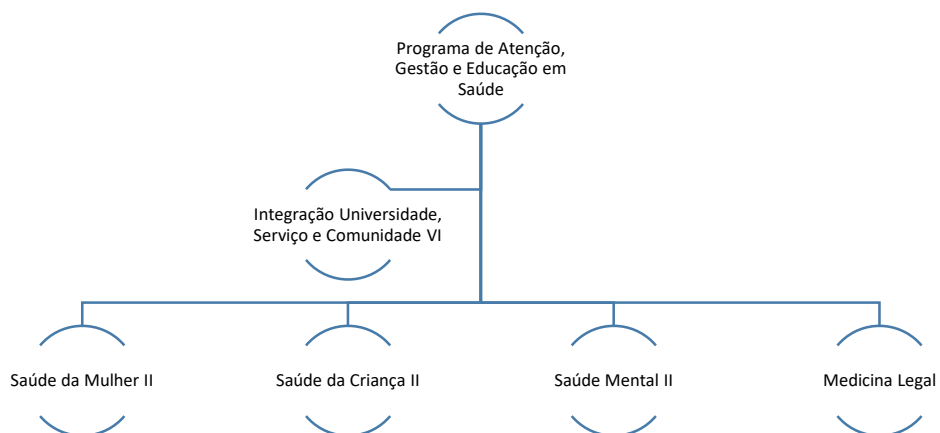 Programa de Atenção,
Gestão e Educação em
Saúde
Integração Universidade,
Serviço e Comunidade VI
Saúde da Mulher II
Saúde da Criança II
Saúde Mental II
Medicina Legal